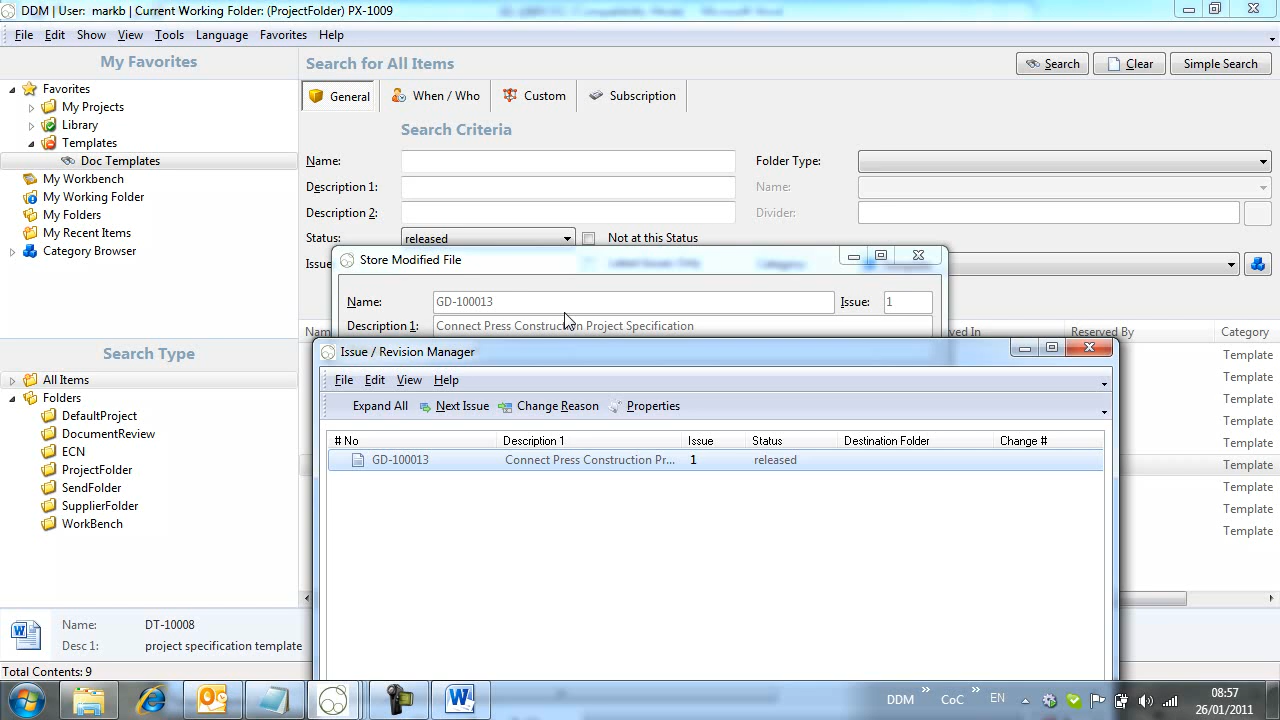 DDM | User: markb | Current Working Folder: (ProjectFolder) PX-1009
File Edit Show View Tools Language Favorites Help
My Favorites
Favorites
My Projects
Library
Templates
Doc Templates
My Workbench
My Working Folder
My Folders
My Recent Items
Category Browser
Search for All Items
Search Clear Simple Search
General When / Who Custom Subscription
Search Criteria
Name: Folder Type:
Description 1: Name:
Description 2: Divider:
Status: released Not at this Status
Store Modified File
Name: GD-100013 Issue: 1
Description 1: Connect Press Construction Project Specification
Reserved By Category
Template
Template
Template
Template
Template
Template
Template
Template
Template
Issue / Revision Manager
File Edit View Help
Expand All Next Issue Change Reason Properties
# No Description 1 Issue Status Destination Folder Change #
GD-100013 Connect Press Construction Pr... 1 released
Search Type
All Items
Folders
DefaultProject
DocumentReview
ECN
ProjectFolder
SendFolder
SupplierFolder
WorkBench
Name: DT-10008
Desc 1: project specification template
Total Contents: 9
DDM CoC EN
08:57
26/01/2011